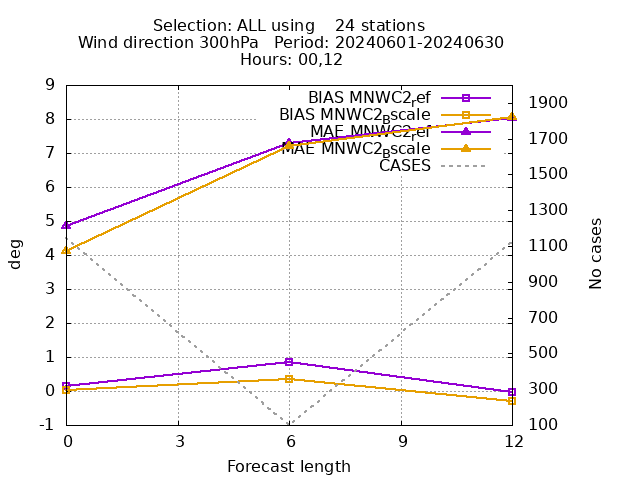 Selection: ALL using    24 stations
Wind direction 300hPa   Period: 20240601-20240630
Hours: 00,12
BIAS MNWC2_ref
BIAS MNWC2_Bscale
MAE MNWC2_ref
MAE MNWC2_Bscale
CASES
9
8
7
6
5
4
3
2
1
0
-1
deg
1900
1700
1500
1300
1100
900
700
500
300
100
No cases
0 3 6 9 12
Forecast length